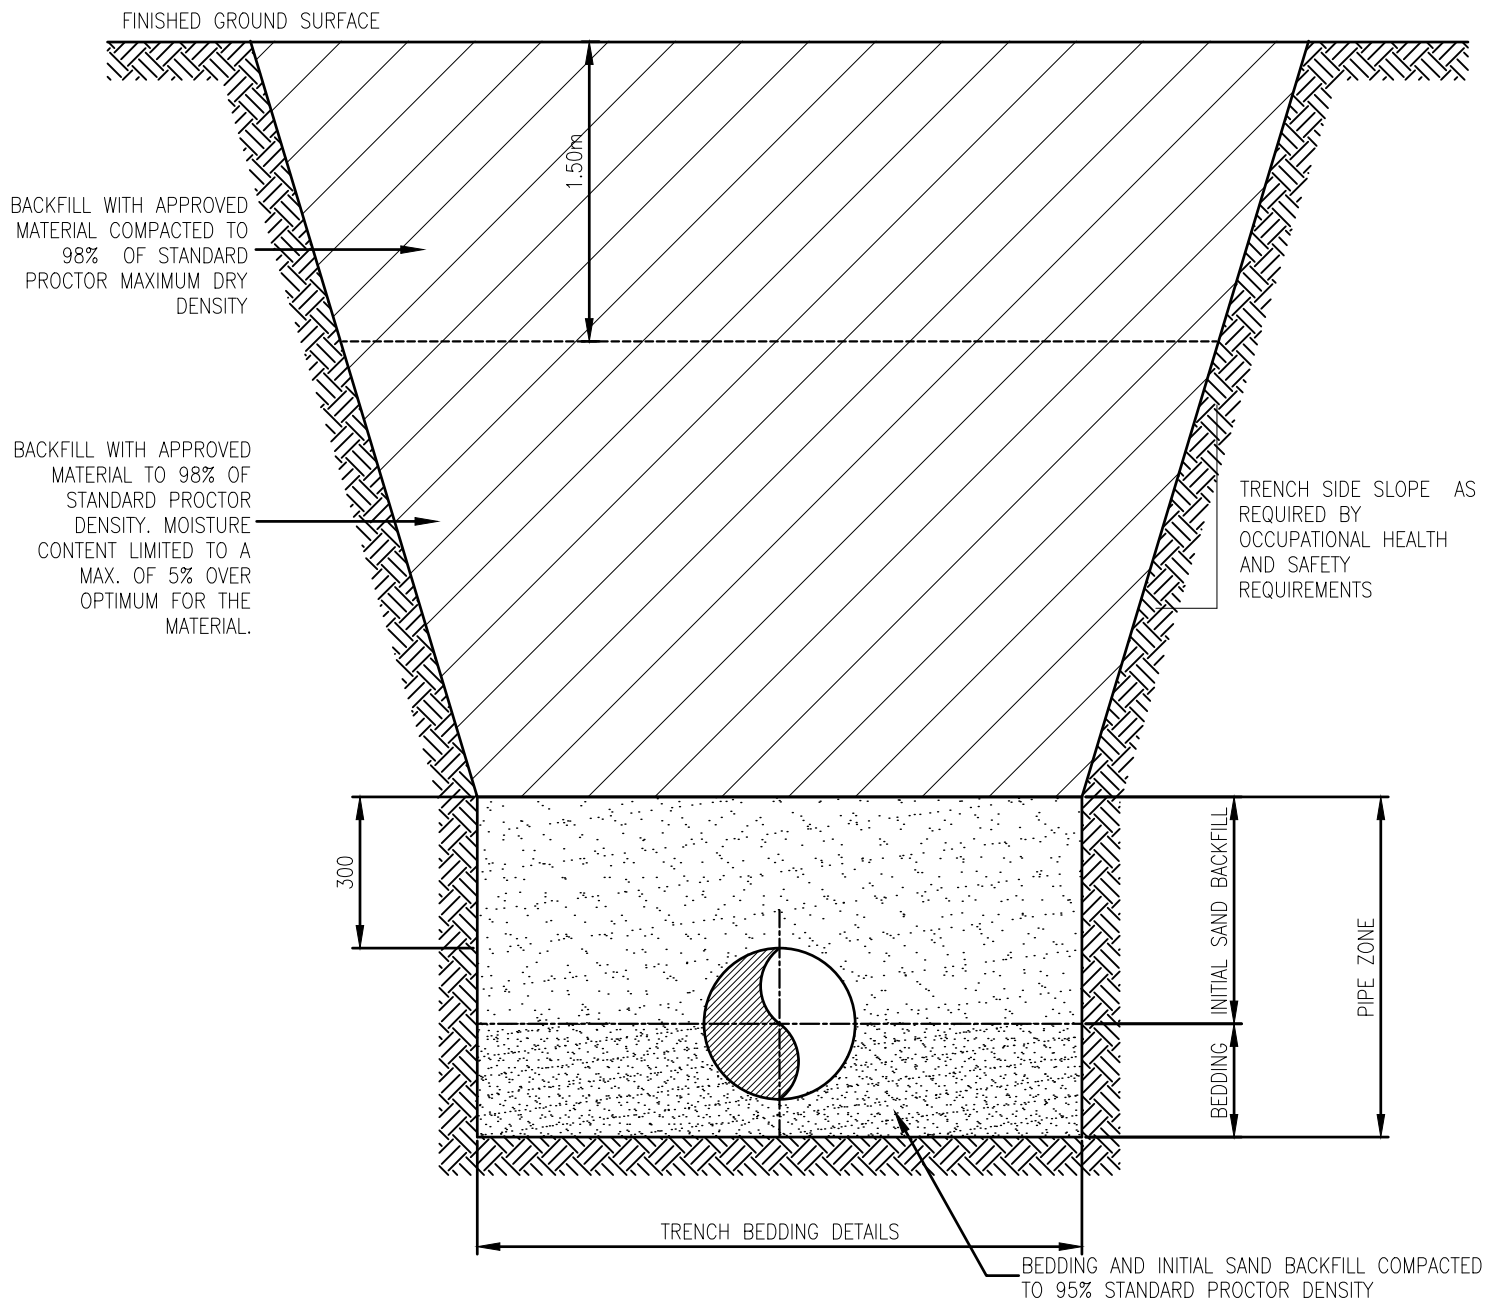 FINISHED GROUND SURFACE
1.50m
BACKFILL WITH APPROVED
MATERIAL COMPACTED TO
98% OF STANDARD
PROCTOR MAXIMUM DRY
DENSITY
BACKFILL WITH APPROVED
MATERIAL TO 98% OF
STANDARD PROCTOR
DENSITY. MOISTURE
CONTENT LIMITED TO A
MAX. OF 5% OVER
OPTIMUM FOR THE
MATERIAL.
TRENCH SIDE SLOPE AS
REQUIRED BY
OCCUPATIONAL HEALTH
AND SAFETY
REQUIREMENTS
300
INITIAL SAND BACKFILL
PIPE ZONE
BEDDING
TRENCH BEDDING DETAILS
BEDDING AND INITIAL SAND BACKFILL COMPACTED
TO 95% STANDARD PROCTOR DENSITY